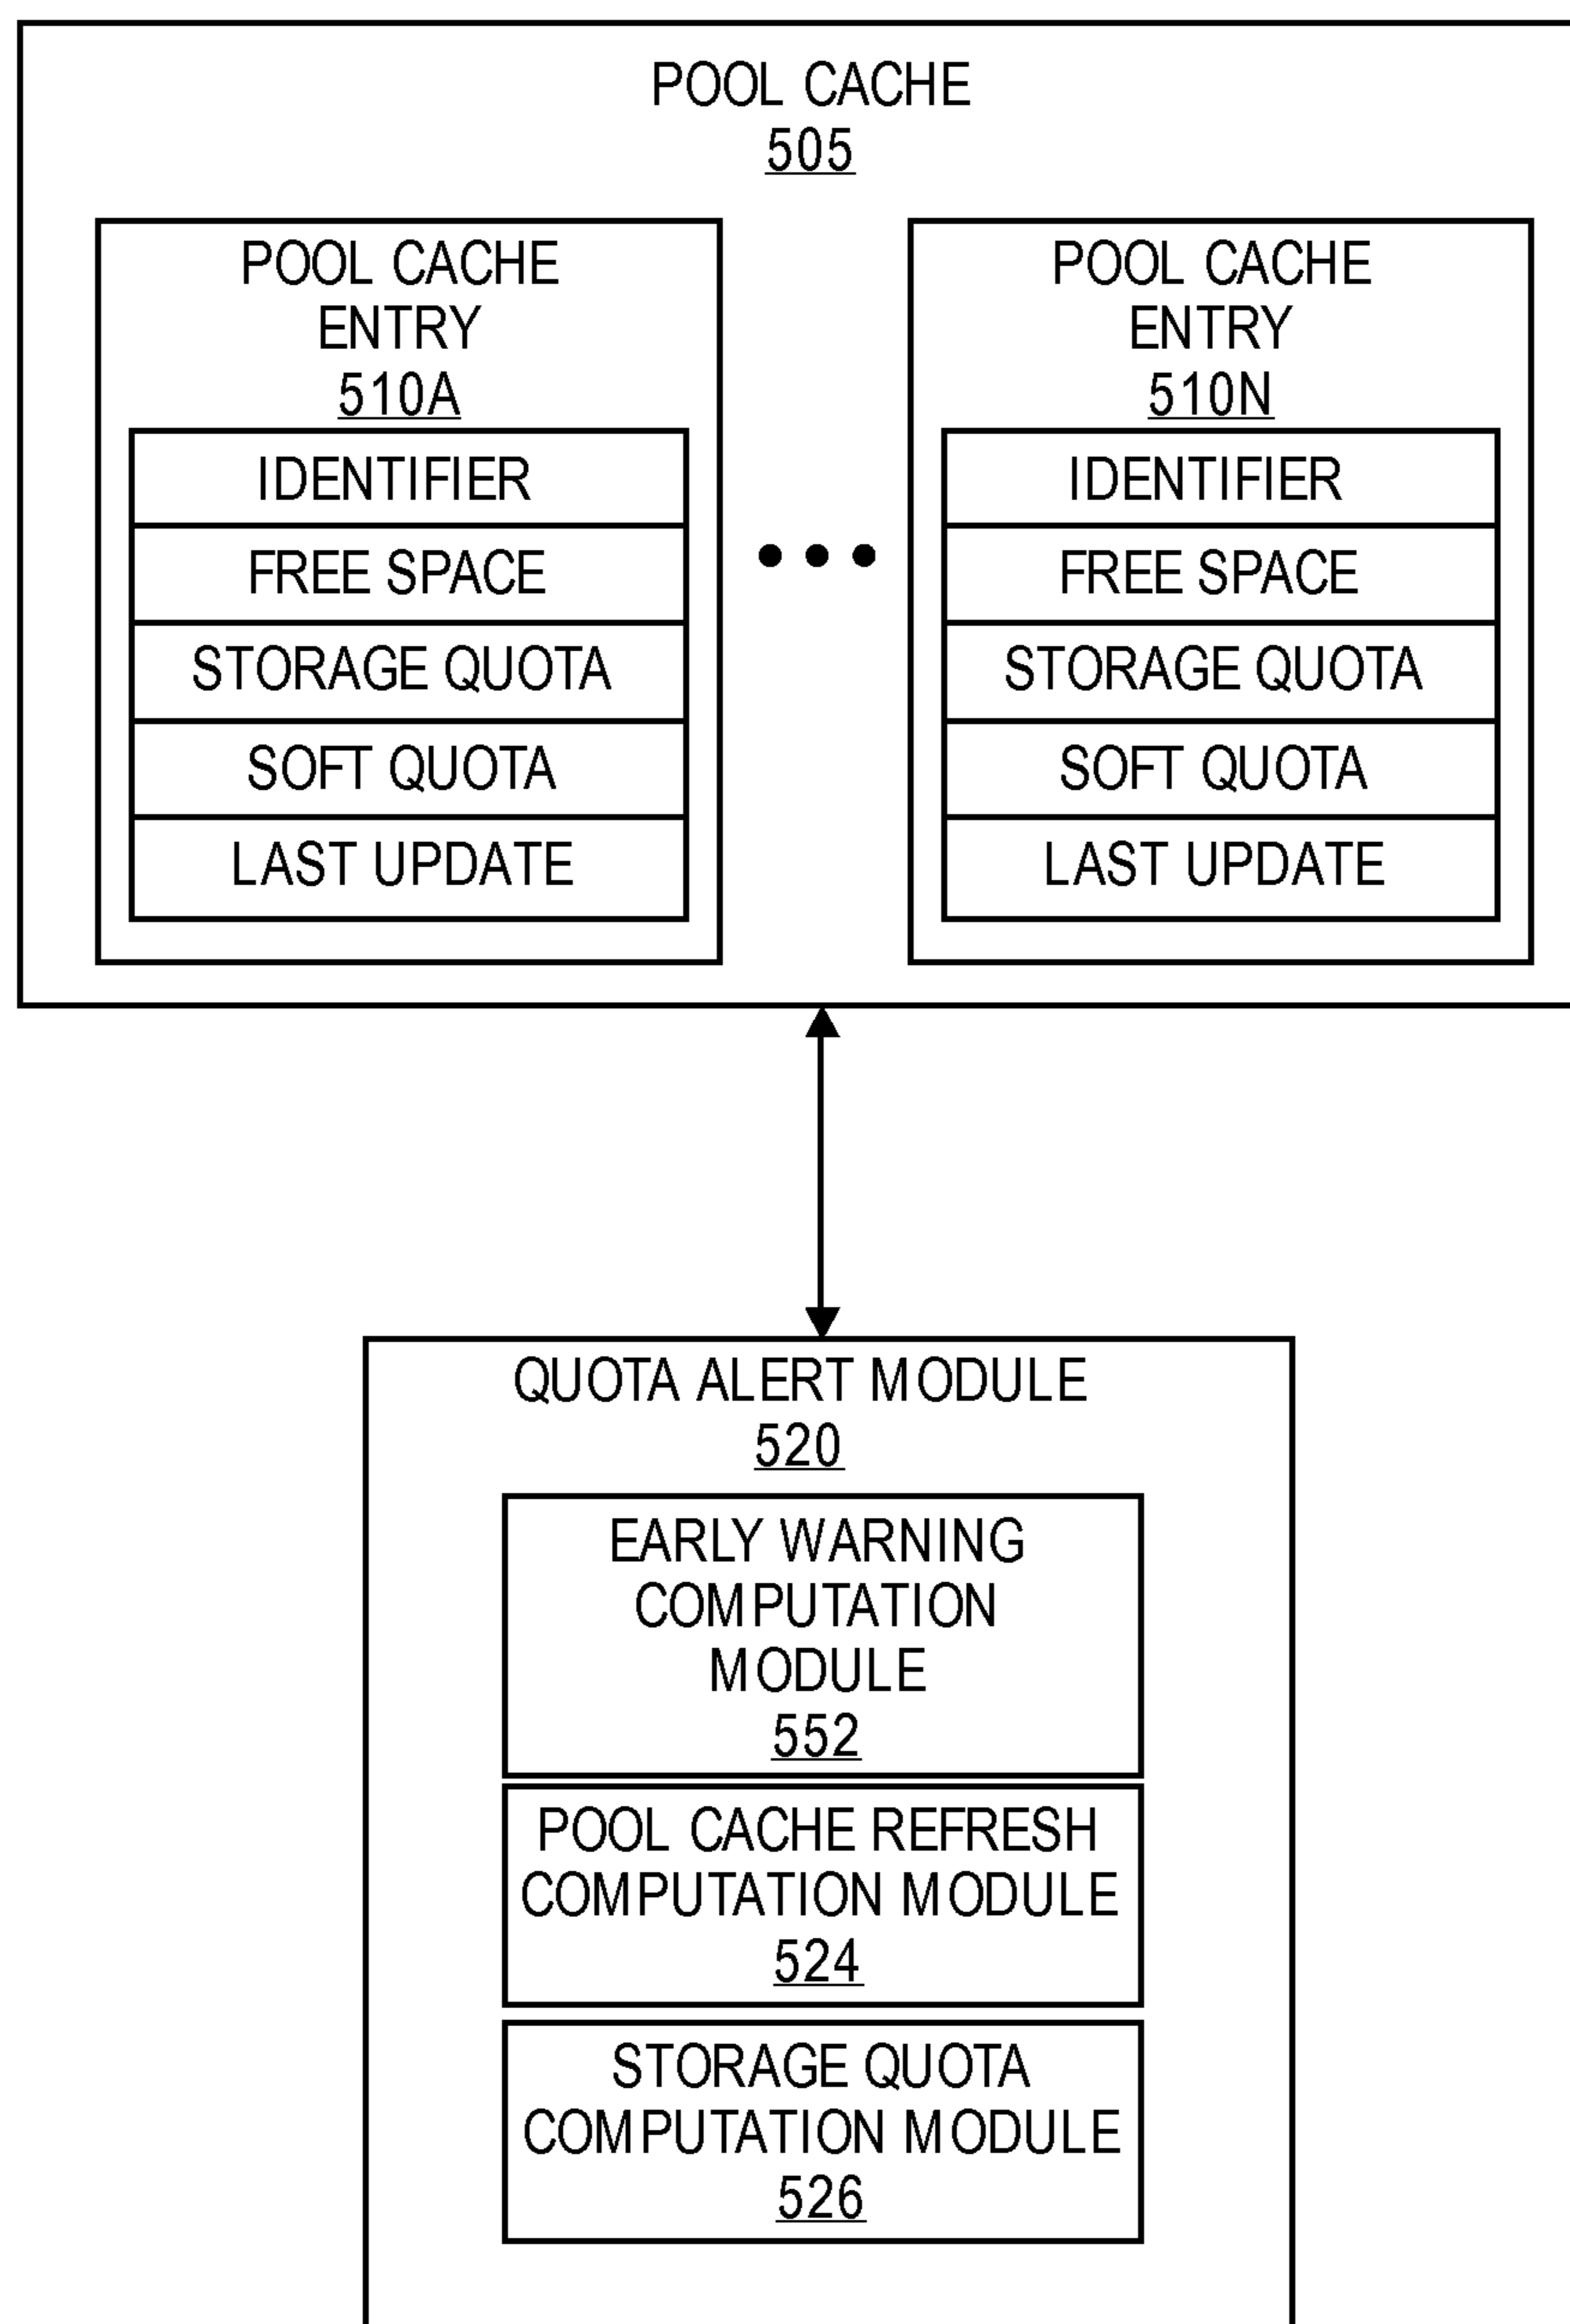 POOL CACHE
505
POOL CACHE
ENTRY
510A
IDENTIFIER
FREE SPACE
STORAGE QUOTA
SOFT QUOTA
LAST UPDATE
POOL CACHE
ENTRY
510N
IDENTIFIER
FREE SPACE
STORAGE QUOTA
SOFT QUOTA
LAST UPDATE
QUOTA ALERT MODULE
520
EARLY WARNING
COMPUTATION
MODULE
552
POOL CACHE REFRESH
COMPUTATION MODULE
524
STORAGE QUOTA
COMPUTATION MODULE
526